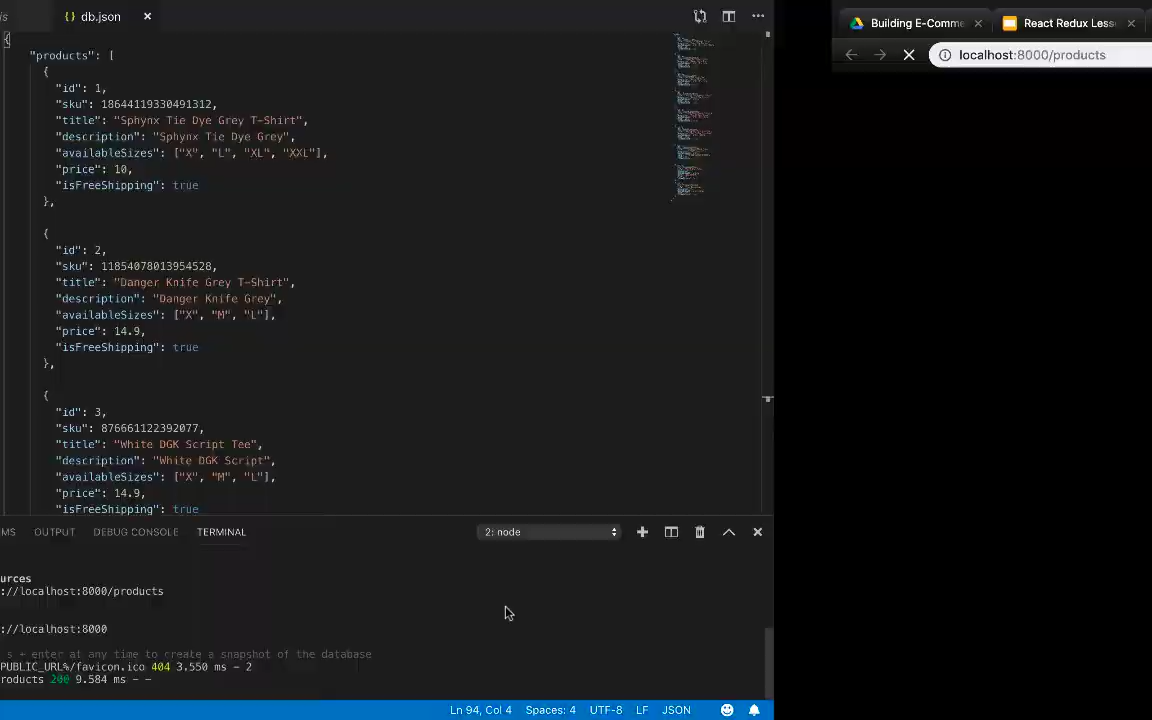 is
{} db.json
Building E-Comme
React Redux Less
localhost:8000/products
{
"products": [
{
"id": 1,
"sku": 18644119330491312,
"title": "Sphynx Tie Dye Grey T-Shirt",
"description": "Sphynx Tie Dye Grey",
"availableSizes": ["X", "L", "XL", "XXL"],
"price": 10,
"isFreeShipping": true
},
{
"id": 2,
"sku": 11854078013954528,
"title": "Danger Knife Grey T-Shirt",
"description": "Danger Knife Grey",
"availableSizes": ["X", "M", "L"],
"price": 14.9,
"isFreeShipping": true
},
{
"id": 3,
"sku": 876661122392077,
"title": "White DGK Script Tee",
"description": "White DGK Script",
"availableSizes": ["X", "M", "L"],
"price": 14.9,
"isFreeShipping": true
MS OUTPUT DEBUG CONSOLE TERMINAL 2: node
urces
://localhost:8000/products
://localhost:8000
s + enter at any time to create a snapshot of the database
PUBLIC_URL%/favicon.ico 404 3.550 ms - 2
roducts 200 9.584 ms - -
Ln 94, Col 4 Spaces: 4 UTF-8 LF JSON